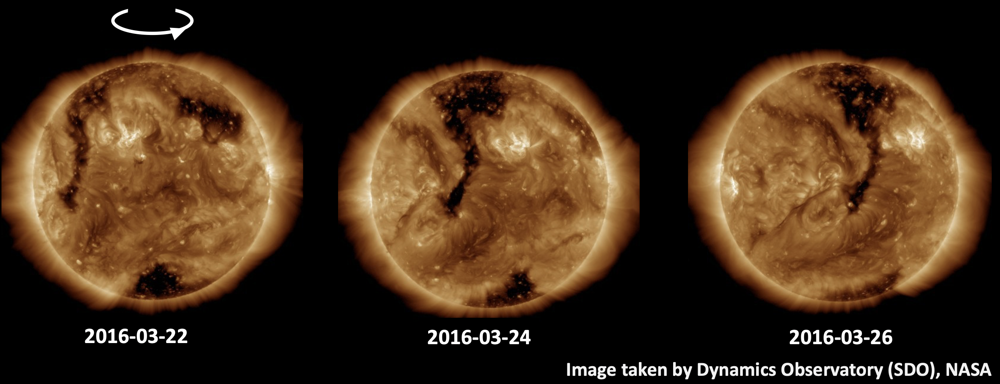 2016-03-22
2016-03-24
2016-03-26
Image taken by Dynamics Observatory (SDO), NASA